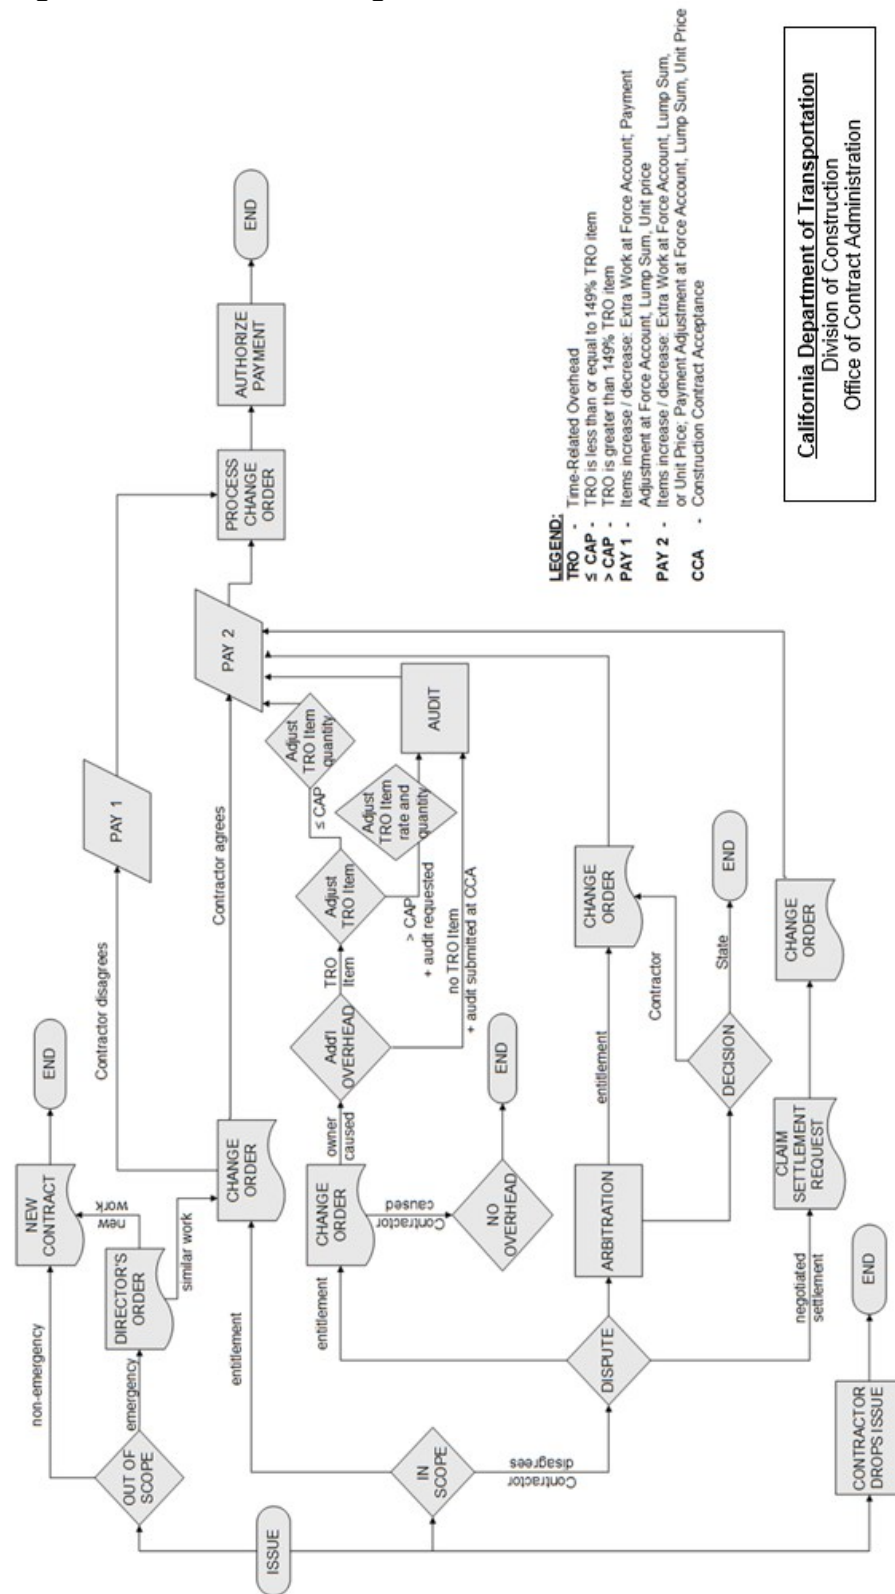 ISSUE
OUT OF
SCOPE
non-emergency
emergency
NEW
CONTRACT
END
DIRECTOR'S
ORDER
new
work
similar work
IN
SCOPE
entitlement
Contractor
disagrees
CHANGE
ORDER
Contractor disagrees
PAY 1
Contractor agrees
PAY 2
PROCESS
CHANGE
ORDER
AUTHORIZE
PAYMENT
END
DISPUTE
entitlement
CHANGE
ORDER
owner
caused
Contractor
caused
NO
OVERHEAD
END
Add'l
OVERHEAD
TRO
Item
Adjust
TRO Item
≤ CAP
Adjust
TRO Item
quantity
> CAP
+ audit requested
Adjust
TRO Item
rate and
quantity
no TRO Item
+ audit submitted at CCA
AUDIT
ARBITRATION
entitlement
CHANGE
ORDER
DECISION
Contractor
State
END
negotiated
settlement
CLAIM
SETTLEMENT
REQUEST
CHANGE
ORDER
CONTRACTOR
DROPS ISSUE
END
LEGEND:
TRO - Time-Related Overhead
≤ CAP - TRO is less than or equal to 149% TRO item
> CAP - TRO is greater than 149% TRO item
PAY 1 - Items increase / decrease: Extra Work at Force Account; Payment
Adjustment at Force Account, Lump Sum, Unit price
PAY 2 - Items increase / decrease: Extra Work at Force Account, Lump Sum,
or Unit Price; Payment Adjustment at Force Account, Lump Sum, Unit Price
CCA - Construction Contract Acceptance
California Department of Transportation
Division of Construction
Office of Contract Administration